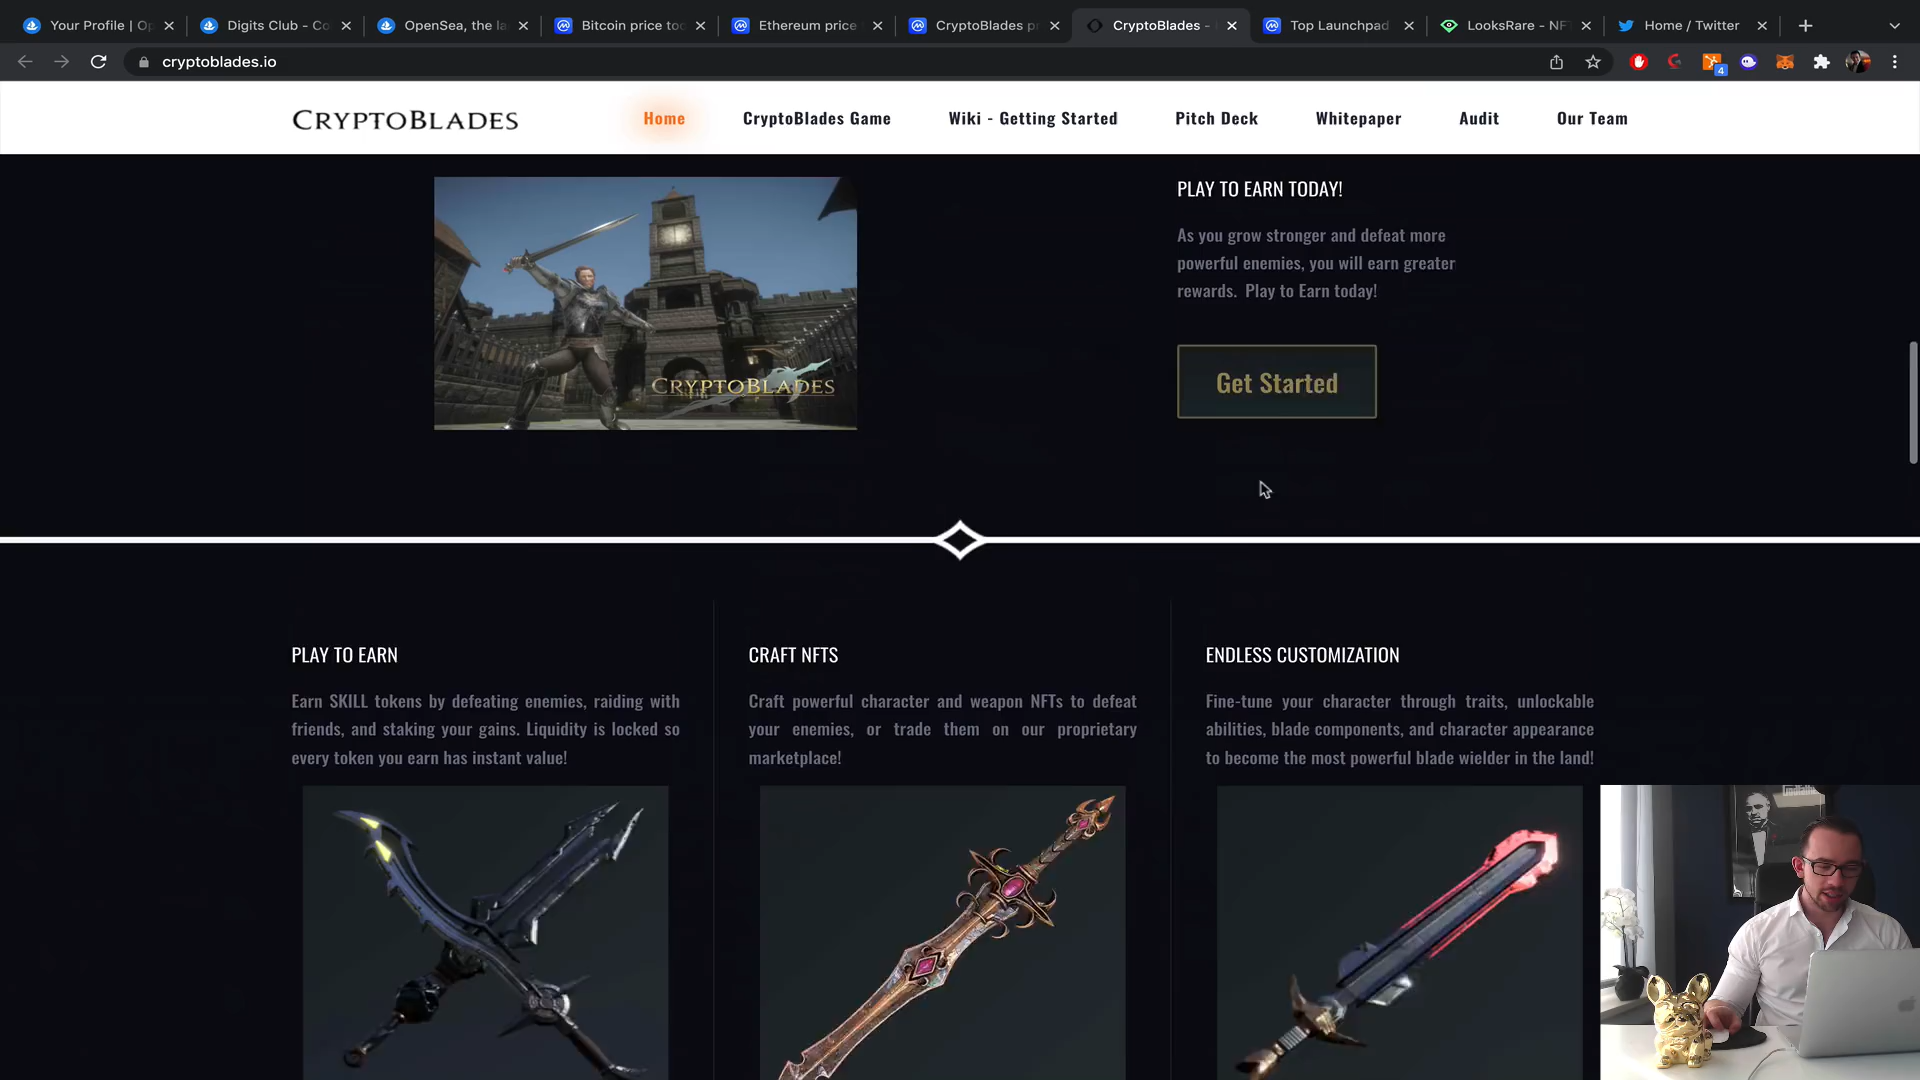 Your Profile | Op
Digits Club - Co
OpenSea, the la
Bitcoin price tod
Ethereum price
CryptoBlades pr
CryptoBlades -
Top Launchpad
LooksRare - NF
Home / Twitter
cryptoblades.io
4
CRYPTOBLADES
Home
CryptoBlades Game
Wiki - Getting Started
Pitch Deck
Whitepaper
Audit
Our Team
CRYPTOBLADES
PLAY TO EARN TODAY!
As you grow stronger and defeat more
powerful enemies, you will earn greater
rewards. Play to Earn today!
Get Started
PLAY TO EARN
Earn SKILL tokens by defeating enemies, raiding with
friends, and staking your gains. Liquidity is locked so
every token you earn has instant value!
CRAFT NFTS
Craft powerful character and weapon NFTs to defeat
your enemies, or trade them on our proprietary
marketplace!
ENDLESS CUSTOMIZATION
Fine-tune your character through traits, unlockable
abilities, blade components, and character appearance
to become the most powerful blade wielder in the land!